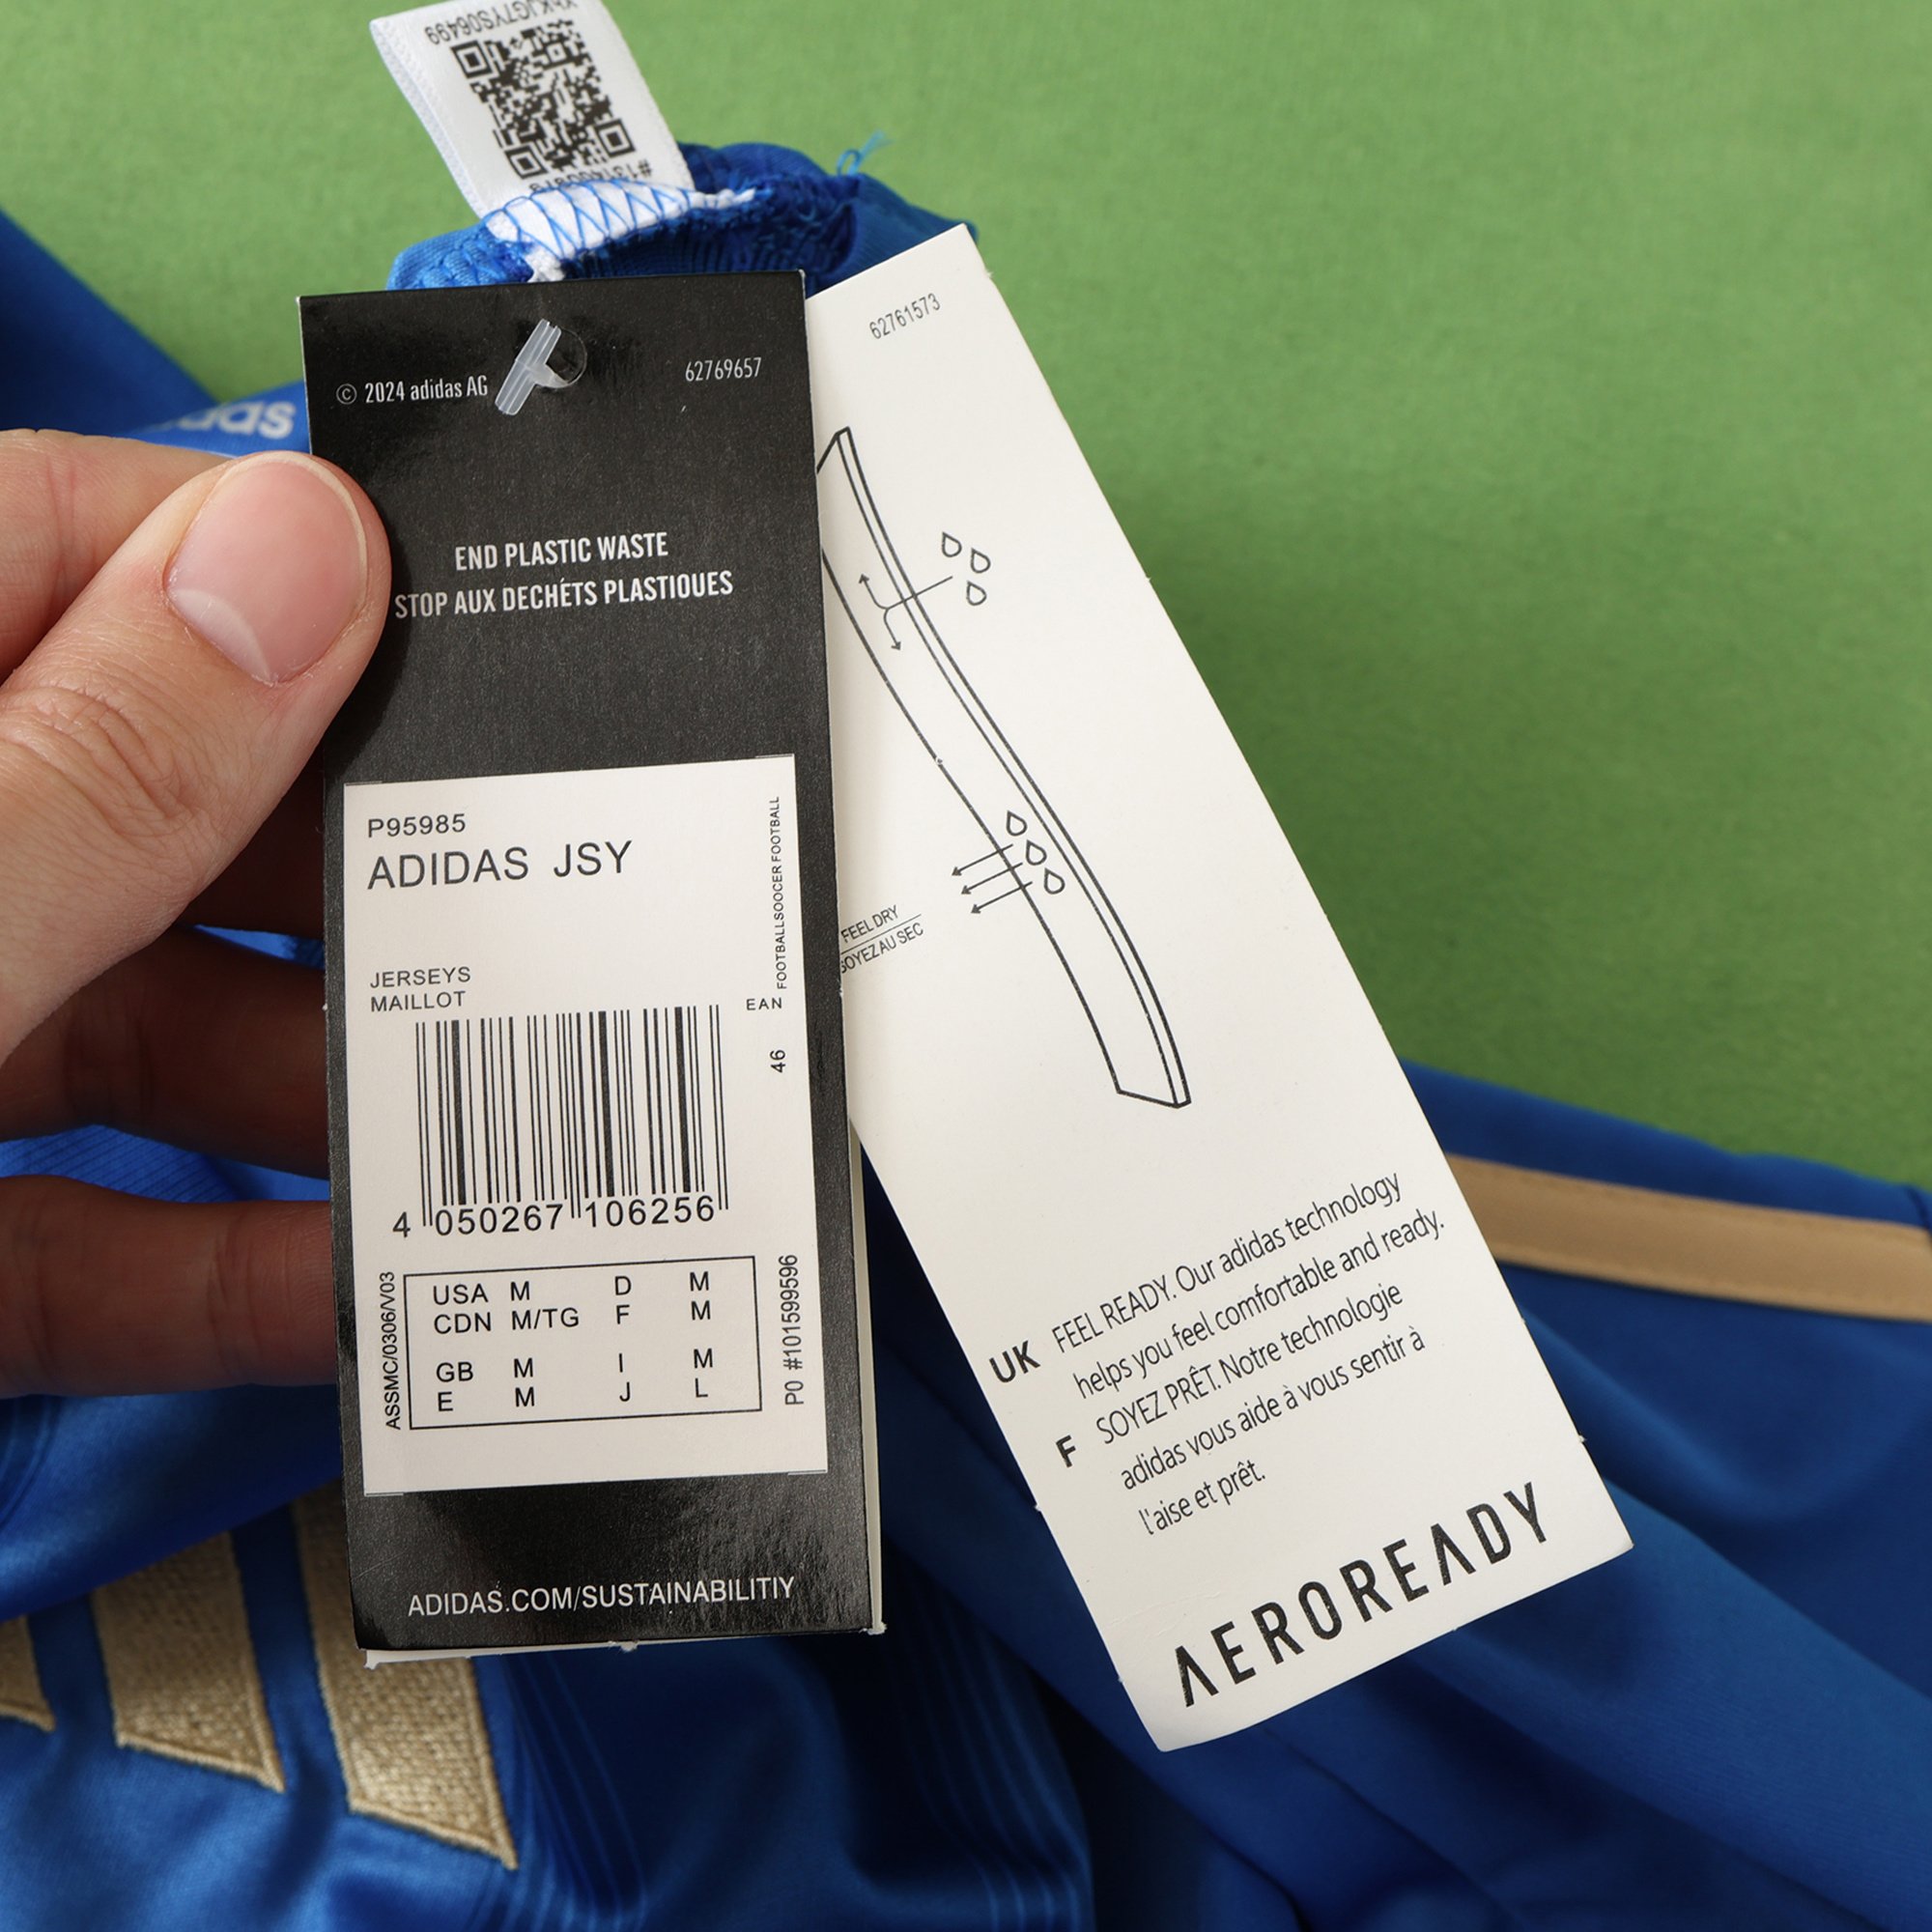 © 2024 adidas AG
62769657
END PLASTIC WASTE
STOP AUX DECHÉTS PLASTIQUES
P95985
ADIDAS JSY
FOOTBALLSOOCER FOOTBALL
JERSEYS
MAILLOT
EAN
46
4 050267 106256
ASSMC/0306/V03
USA M D M
CDN M/TG F M
GB M I M
E M J L
PO #101599596
ADIDAS.COM/SUSTAINABILITIY
62761573
FEEL DRY
SOYEZ AU SEC
UK FEEL READY. Our adidas technology
helps you feel comfortable and ready.
F SOYEZ PRÊT. Notre technologie
adidas vous aide à vous sentir à
l'aise et prêt.
AEROREADY